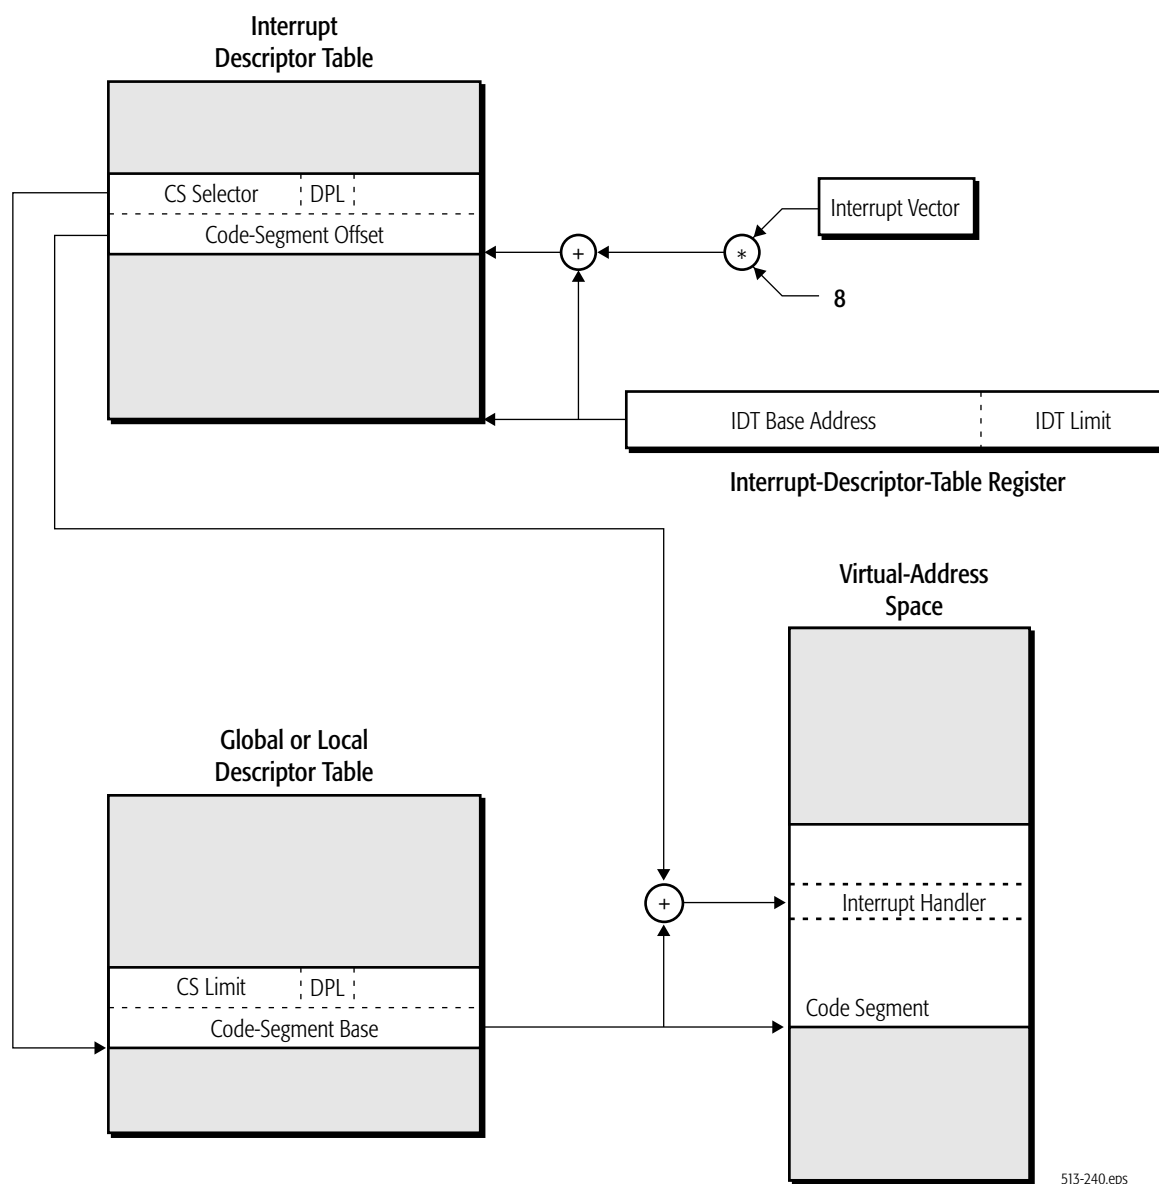 Interrupt
Descriptor Table
CS Selector DPL
Code-Segment Offset
Interrupt Vector
+
*
8
IDT Base Address IDT Limit
Interrupt-Descriptor-Table Register
Virtual-Address
Space
Global or Local
Descriptor Table
+
Interrupt Handler
CS Limit DPL
Code-Segment Base
Code Segment
513-240.eps